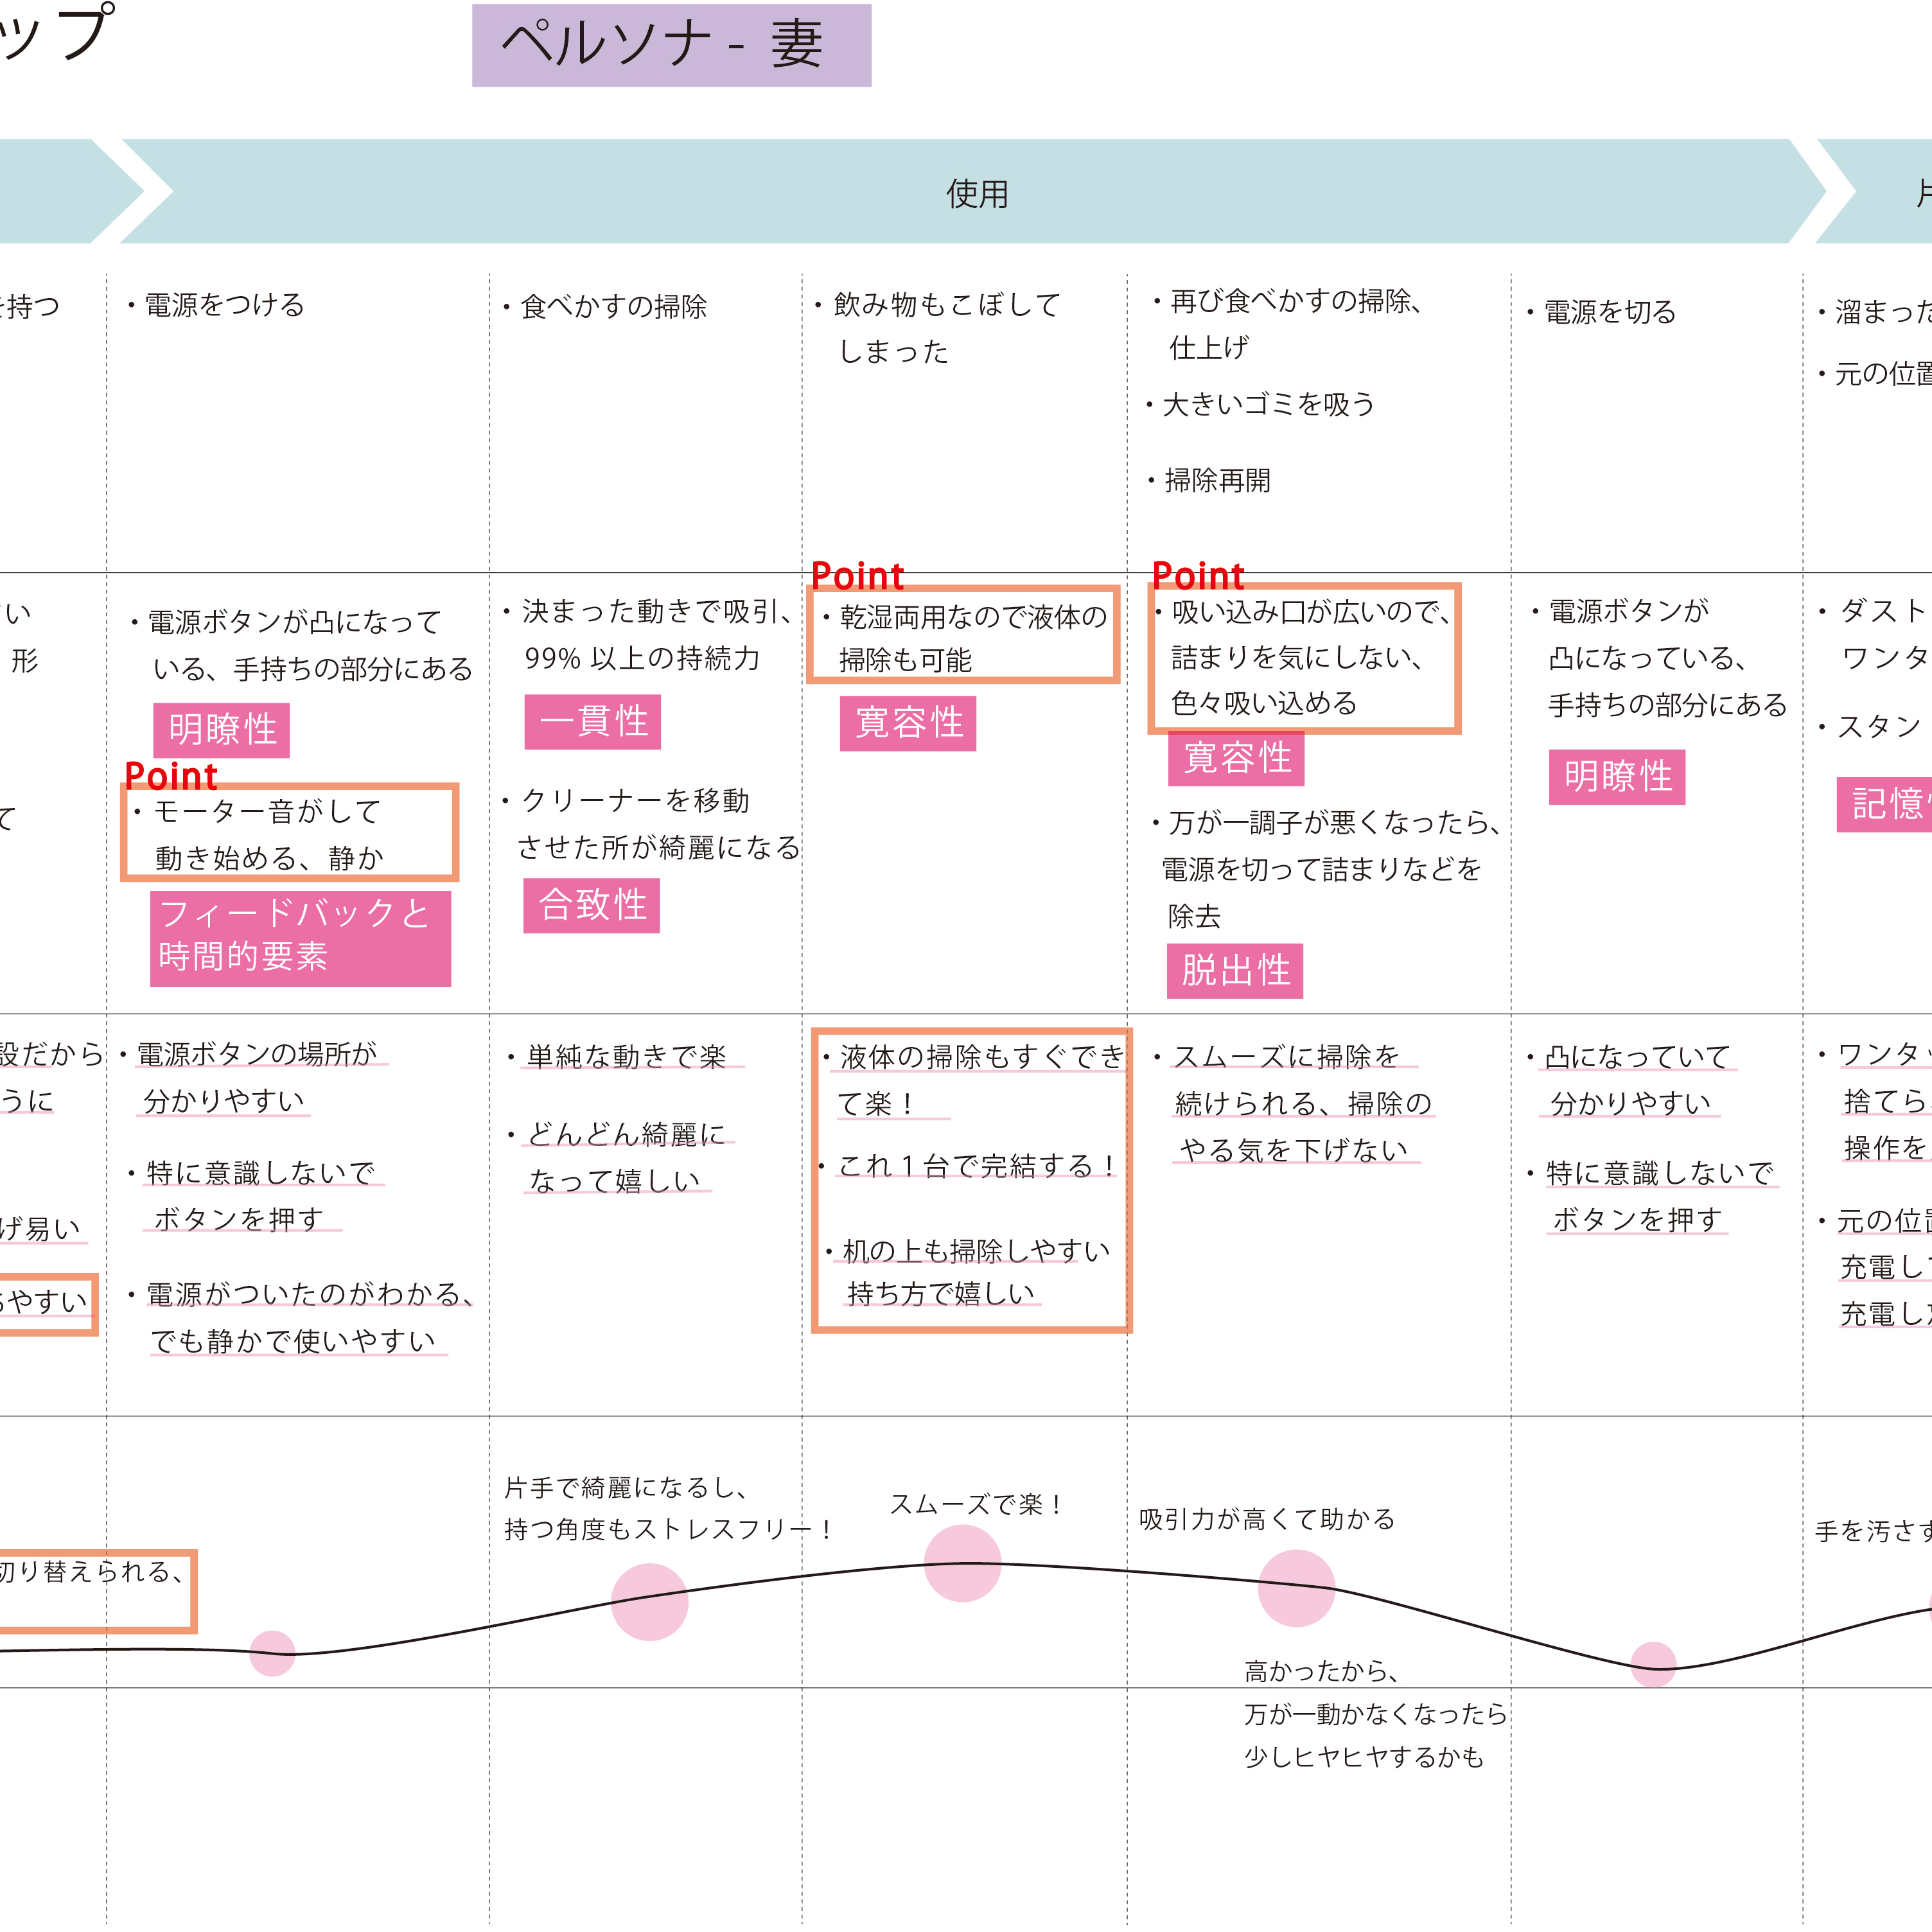 ップ
ペルソナ - 妻
使用
を持つ
・電源をつける
・食べかすの掃除
・飲み物もこぼして
しまった
・再び食べかすの掃除、
仕上げ
・大きいゴミを吸う
・掃除再開
・電源を切る
・溜まった
・元の位置
い
形
て
・電源ボタンが凸になって
いる、手持ちの部分にある
明瞭性
Point
・モーター音がして
動き始める、静か
フィードバックと
時間的要素
・決まった動きで吸引、
99% 以上の持続力
一貫性
・クリーナーを移動
させた所が綺麗になる
合致性
Point
・乾湿両用なので液体の
掃除も可能
寛容性
Point
・吸い込み口が広いので、
詰まりを気にしない、
色々吸い込める
寛容性
・万が一調子が悪くなったら、
電源を切って詰まりなどを
除去
脱出性
・電源ボタンが
凸になっている、
手持ちの部分にある
明瞭性
・ダスト
ワンタ
・スタン
記憶
設だから
うに
げ易い
やすい
・電源ボタンの場所が
分かりやすい
・特に意識しないで
ボタンを押す
・電源がついたのがわかる、
でも静かで使いやすい
・単純な動きで楽
・どんどん綺麗に
なって嬉しい
・液体の掃除もすぐでき
て楽！
・これ 1 台で完結する！
・机の上も掃除しやすい
持ち方で嬉しい
・スムーズに掃除を
続けられる、掃除の
やる気を下げない
・凸になっていて
分かりやすい
・特に意識しないで
ボタンを押す
・ワンタッ
捨てら
操作を
・元の位置
充電して
充電し
切り替えられる、
片手で綺麗になるし、
持つ角度もストレスフリー！
スムーズで楽！
吸引力が高くて助かる
高かったから、
万が一動かなくなったら
少しヒヤヒヤするかも
手を汚さず